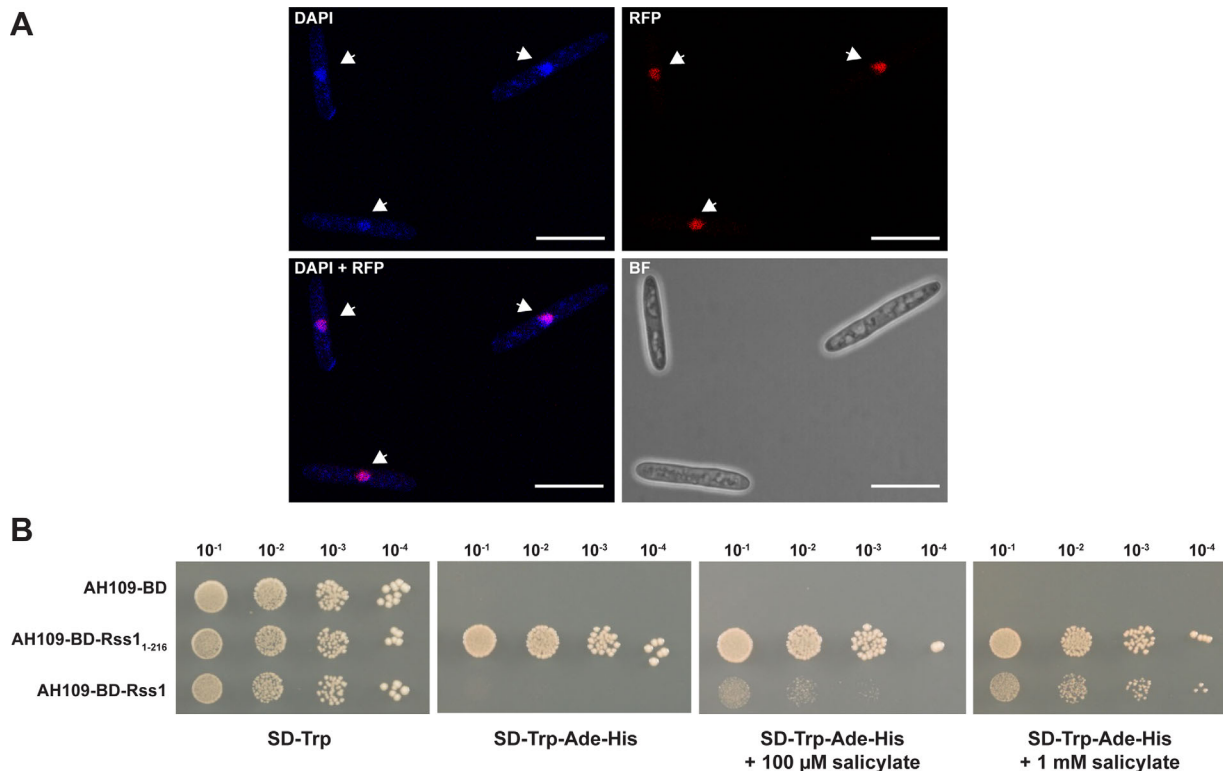 A
DAPI
RFP
DAPI + RFP
BF
B
10-1 10-2 10-3 10-4 10-1 10-2 10-3 10-4 10-1 10-2 10-3 10-4 10-1 10-2 10-3 10-4
AH109-BD
AH109-BD-Rss11-216
AH109-BD-Rss1
SD-Trp
SD-Trp-Ade-His
SD-Trp-Ade-His
+ 100 µM salicylate
SD-Trp-Ade-His
+ 1 mM salicylate